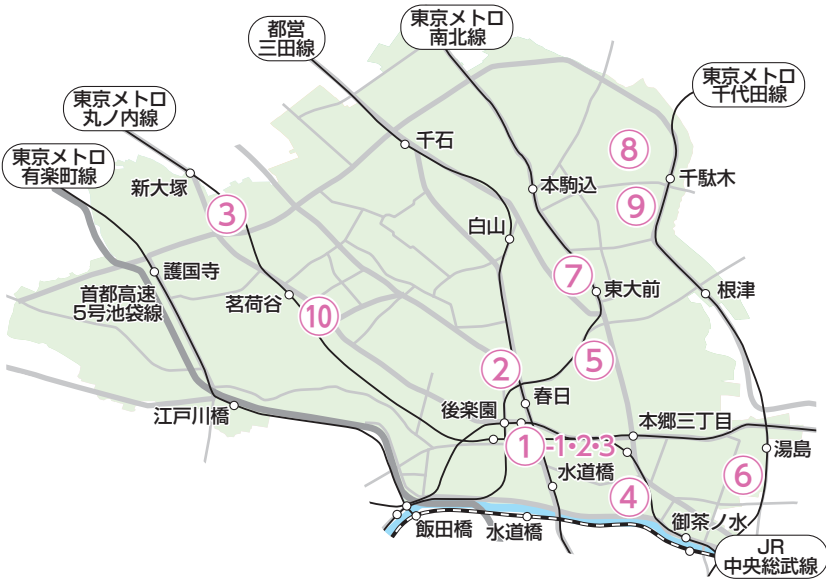 都営
三田線
東京メトロ
南北線
東京メトロ
千代田線
東京メトロ
丸ノ内線
東京メトロ
有楽町線
千石
新大塚
本駒込
⑧
千駄木
③
⑨
白山
護国寺
⑦
東大前
根津
首都高速
5号池袋線
茗荷谷
⑩
②
⑤
江戸川橋
後楽園
春日
本郷三丁目
①-1・2・3
湯島
水道橋
④
⑥
飯田橋
水道橋
御茶ノ水
JR
中央総武線